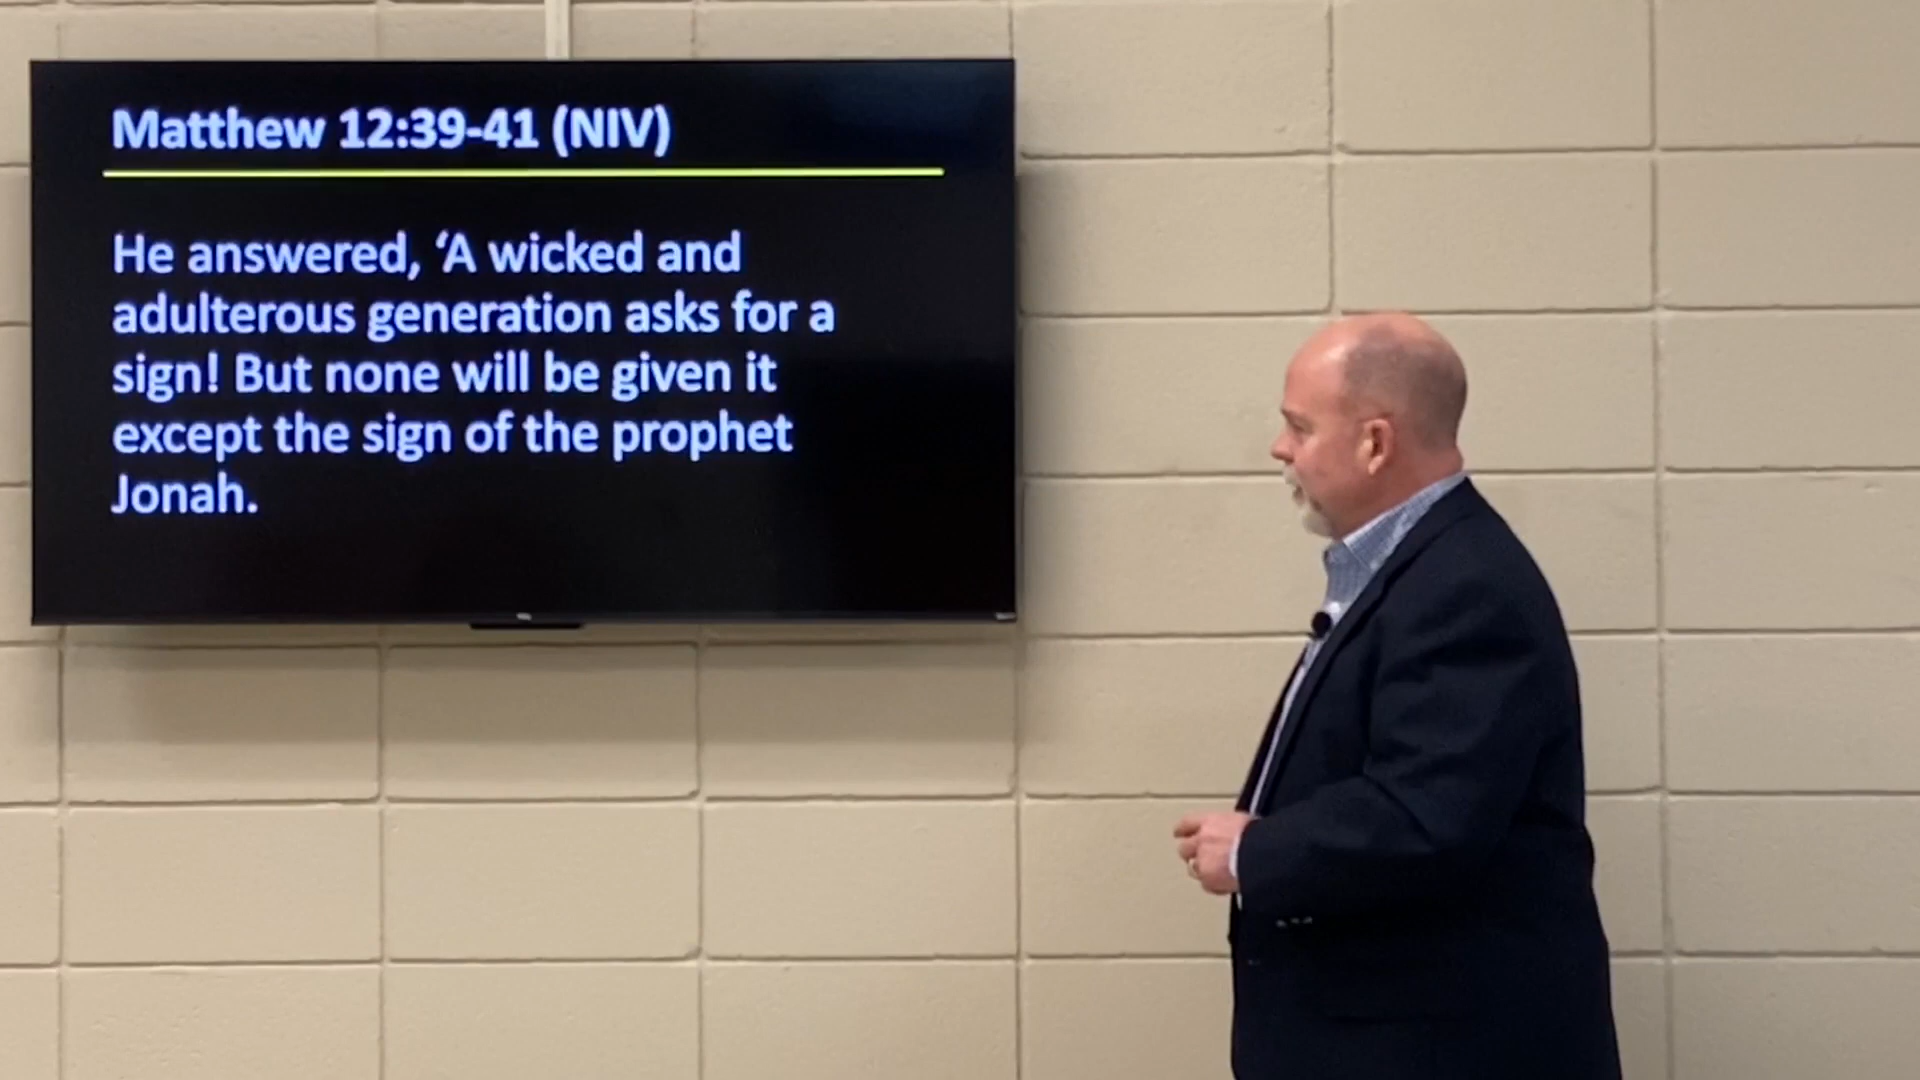 Matthew 12:39-41 (NIV)
He answered, ‘A wicked and
adulterous generation asks for a
sign! But none will be given it
except the sign of the prophet
Jonah.